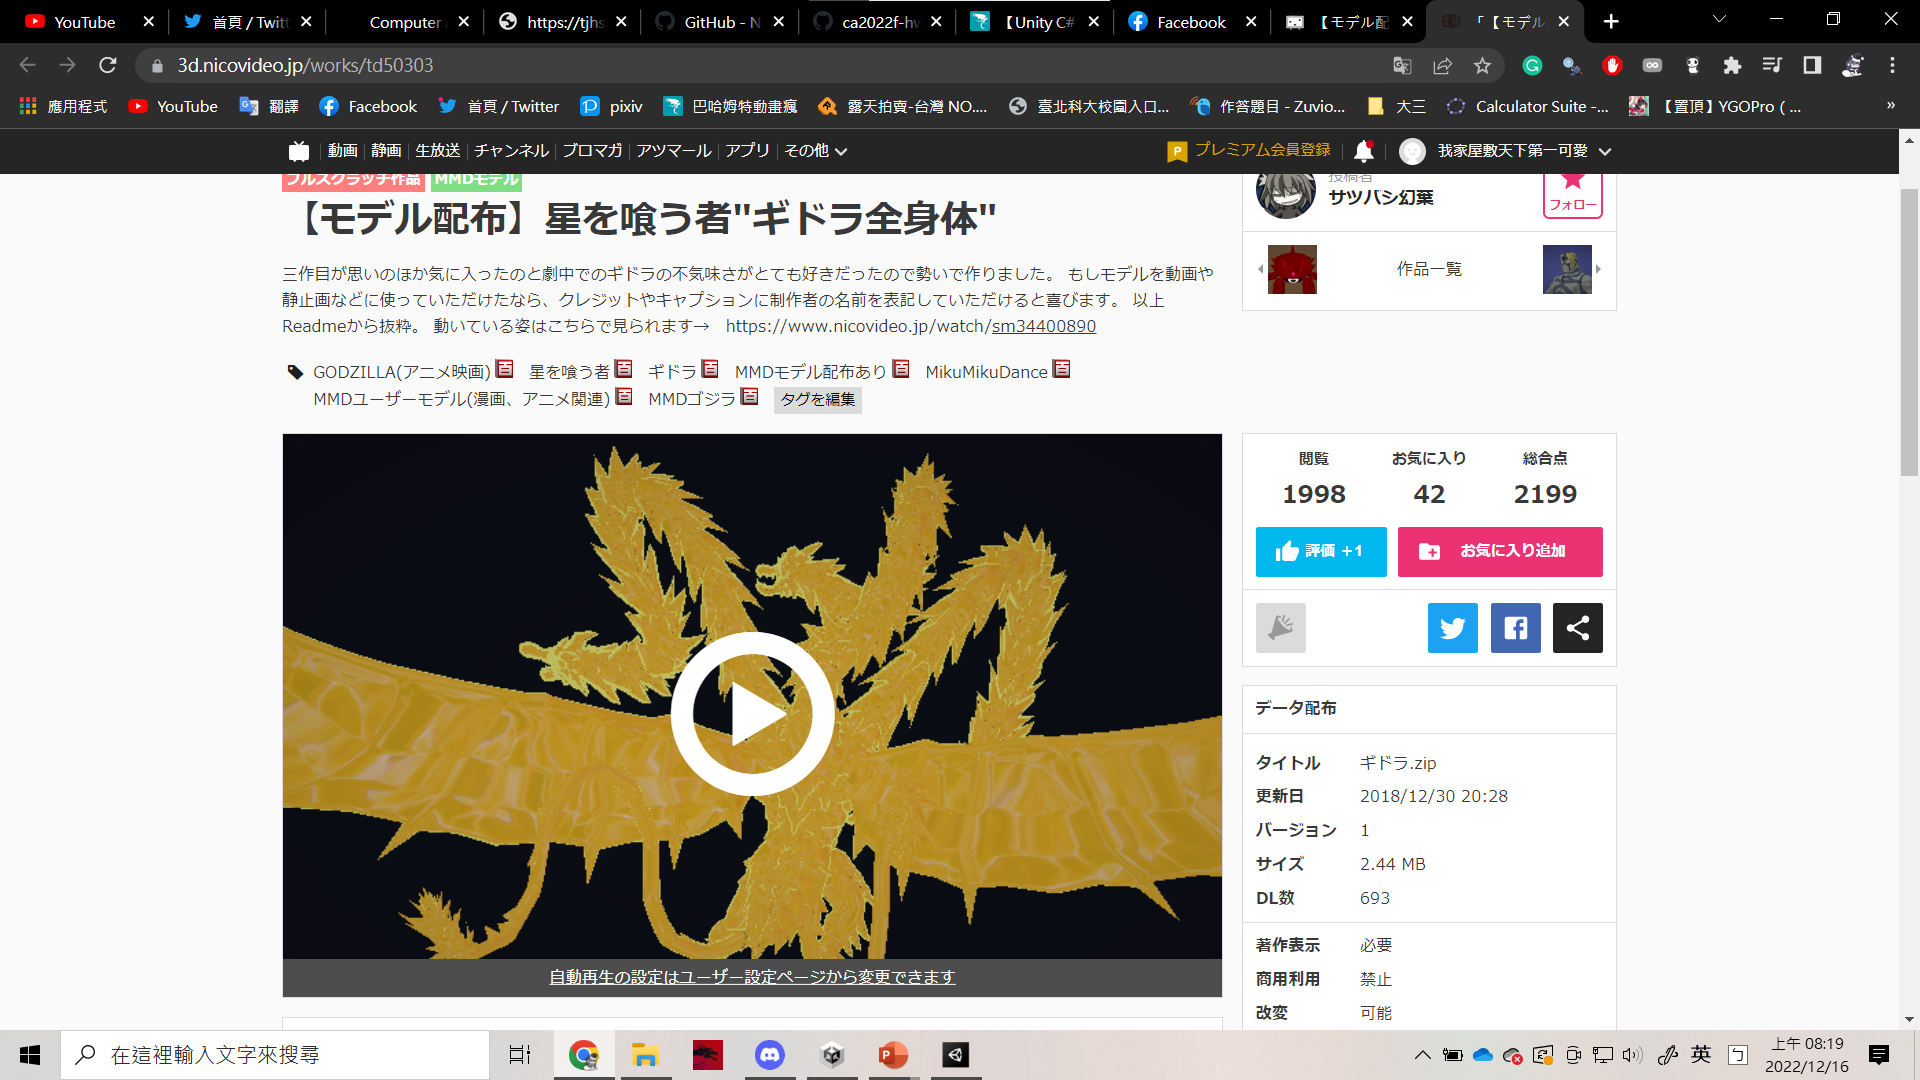 YouTube
首頁 / Twitt
Computer
https://tjhs
GitHub - N
ca2022f-hw
【Unity C#
Facebook
【モデル配
「【モデル
3d.nicovideo.jp/works/td50303
應用程式
YouTube
翻譯
Facebook
首頁 / Twitter
pixiv
巴哈姆特動畫瘋
露天拍賣-台灣 NO....
臺北科大校園入口...
作答題目 - Zuvio...
大三
Calculator Suite -...
【置頂】YGOPro ( ...
»
動画
静画
生放送
チャンネル
ブロマガ
アツマール
アプリ
その他
プレミアム会員登録
我家屋敷天下第一可愛
フルスクラッチ作品
MMDモデル
【モデル配布】星を喰う者"ギドラ全身体"
三作目が思いのほか気に入ったのと劇中でのギドラの不気味さがとても好きだったので勢いで作りました。 もしモデルを動画や
静止画などに使っていただけたなら、クレジットやキャプションに制作者の名前を表記していただけると喜びます。 以上
Readmeから抜粋。 動いている姿はこちらで見られます→ https://www.nicovideo.jp/watch/sm34400890
GODZILLA(アニメ映画) 星を喰う者 ギドラ MMDモデル配布あり MikuMikuDance
MMDユーザーモデル(漫画、アニメ関連) MMDゴジラ タグを編集
投稿者
サツバシ幻葉
フォロー
作品一覧
自動再生の設定はユーザー設定ページから変更できます
閲覧 お気に入り 総合点
1998 42 2199
評価 +1
お気に入り追加
データ配布
タイトル ギドラ.zip
更新日 2018/12/30 20:28
バージョン 1
サイズ 2.44 MB
DL数 693
著作表示 必要
商用利用 禁止
改変 可能
在這裡輸入文字來搜尋
英
上午 08:19
2022/12/16